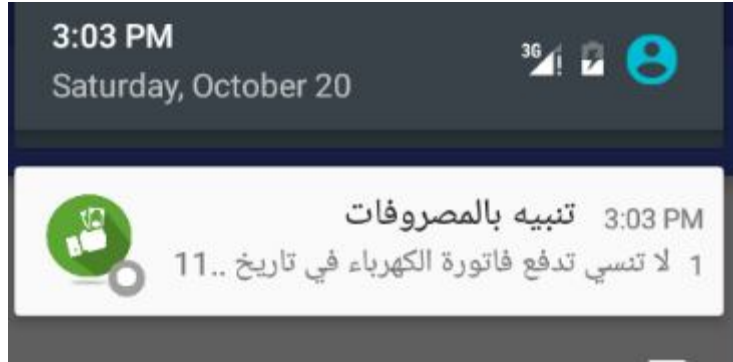 3:03 PM
3G
Saturday, October 20
تنبيه بالمصروفات 3:03 PM
لا تنسي تدفع فاتورة الكهرباء في تاريخ ..11 1